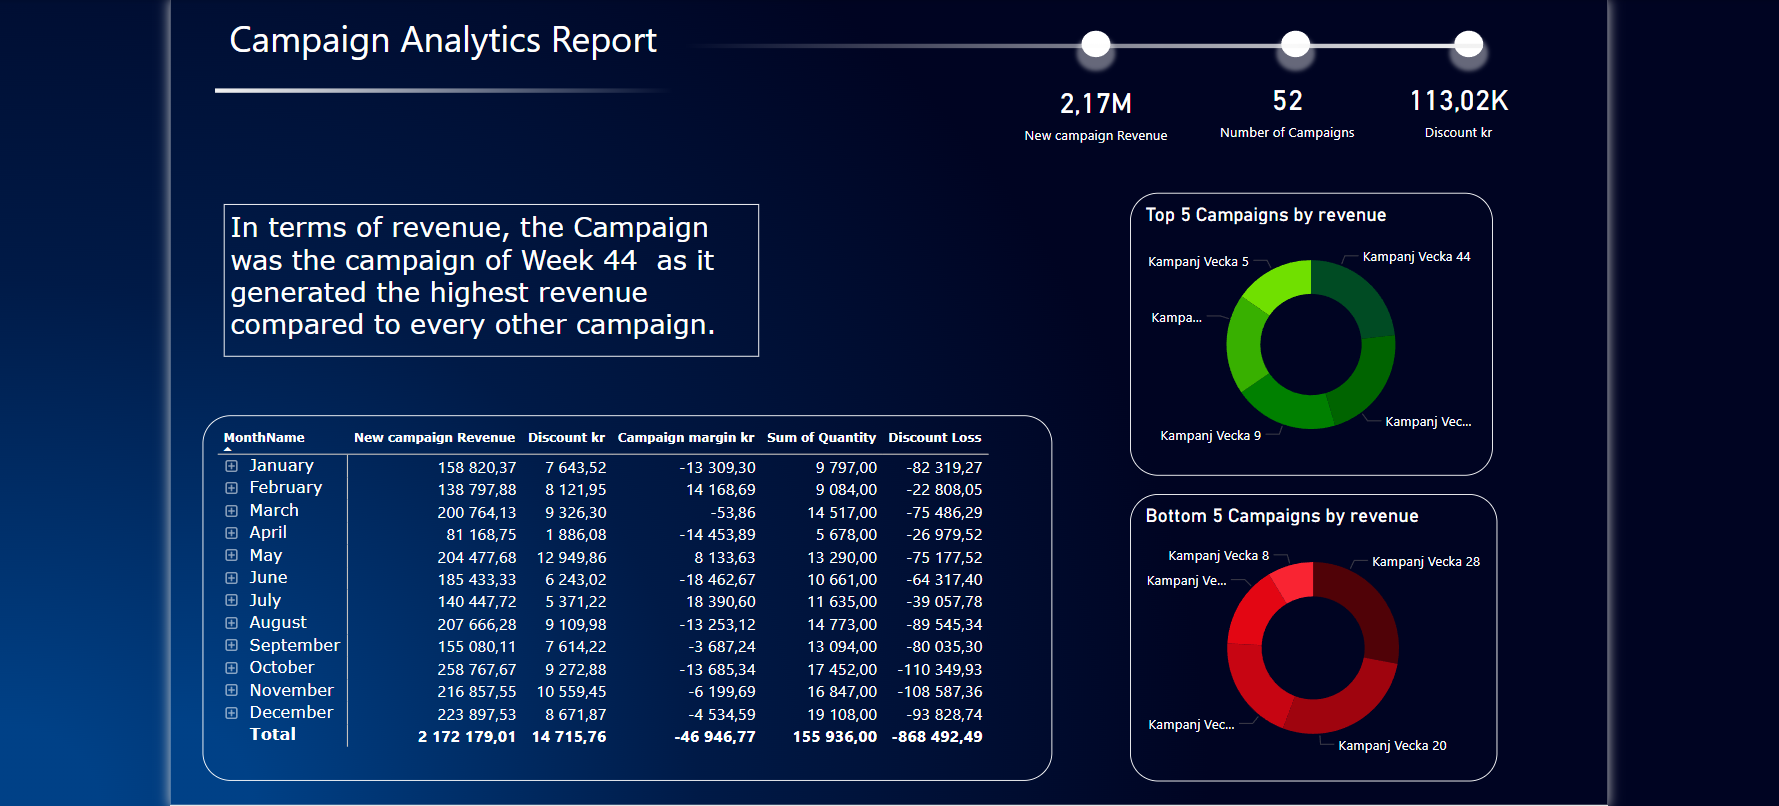 Campaign Analytics Report
2,17M
New campaign Revenue
52
Number of Campaigns
113,02K
Discount kr
In terms of revenue, the Campaign
was the campaign of Week 44  as it
generated the highest revenue
compared to every other campaign.
Top 5 Campaigns by revenue
Kampanj Vecka 5
Kampanj Vecka 44
Kampa...
Kampanj Vec...
Kampanj Vecka 9
MonthName New campaign Revenue Discount kr Campaign margin kr Sum of Quantity Discount Loss
January 158 820,37 7 643,52 -13 309,30 9 797,00 -82 319,27
February 138 797,88 8 121,95 14 168,69 9 084,00 -22 808,05
March 200 764,13 9 326,30 -53,86 14 517,00 -75 486,29
April 81 168,75 1 886,08 -14 453,89 5 678,00 -26 979,52
May 204 477,68 12 949,86 8 133,63 13 290,00 -75 177,52
June 185 433,33 6 243,02 -18 462,67 10 661,00 -64 317,40
July 140 447,72 5 371,22 18 390,60 11 635,00 -39 057,78
August 207 666,28 9 109,98 -13 253,12 14 773,00 -89 545,34
September 155 080,11 7 614,22 -3 687,24 13 094,00 -80 035,30
October 258 767,67 9 272,88 -13 685,34 17 452,00 -110 349,93
November 216 857,55 10 559,45 -6 199,69 16 847,00 -108 587,36
December 223 897,53 8 671,87 -4 534,59 19 108,00 -93 828,74
Total 2 172 179,01 14 715,76 -46 946,77 155 936,00 -868 492,49
Bottom 5 Campaigns by revenue
Kampanj Vecka 8
Kampanj Vecka 28
Kampanj Ve...
Kampanj Vec...
Kampanj Vecka 20